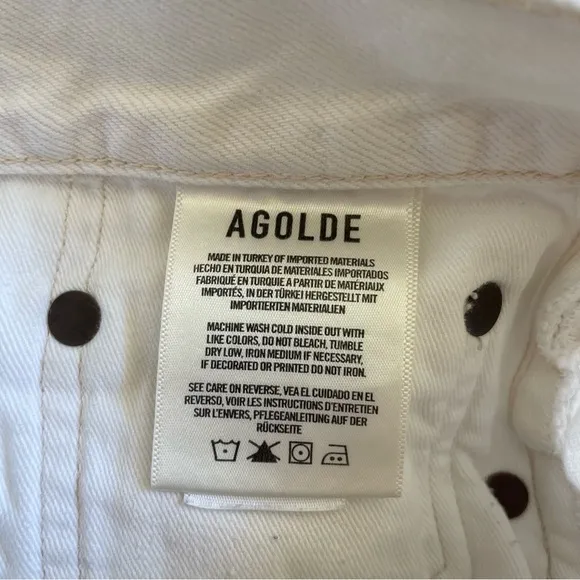 AGOLDE
MADE IN TURKEY OF IMPORTED MATERIALS
HECHO EN TURQUIA DE MATERIALES IMPORTADOS
FABRIQUÉ EN TURQUIE A PARTIR DE MATÉRIAUX
IMPORTÉS, IN DER TÜRKEI HERGESTELLT MIT
IMPORTIERTEN MATERIALIEN
MACHINE WASH COLD INSIDE OUT WITH
LIKE COLORS, DO NOT BLEACH, TUMBLE
DRY LOW, IRON MEDIUM IF NECESSARY,
IF DECORATED OR PRINTED DO NOT IRON.
SEE CARE ON REVERSE, VEA EL CUIDADO EN EL
REVERSO, VOIR LES INSTRUCTIONS D'ENTRETIEN
SUR L'ENVERS, PFLEGEANLEITUNG AUF DER
RÜCKSEITE